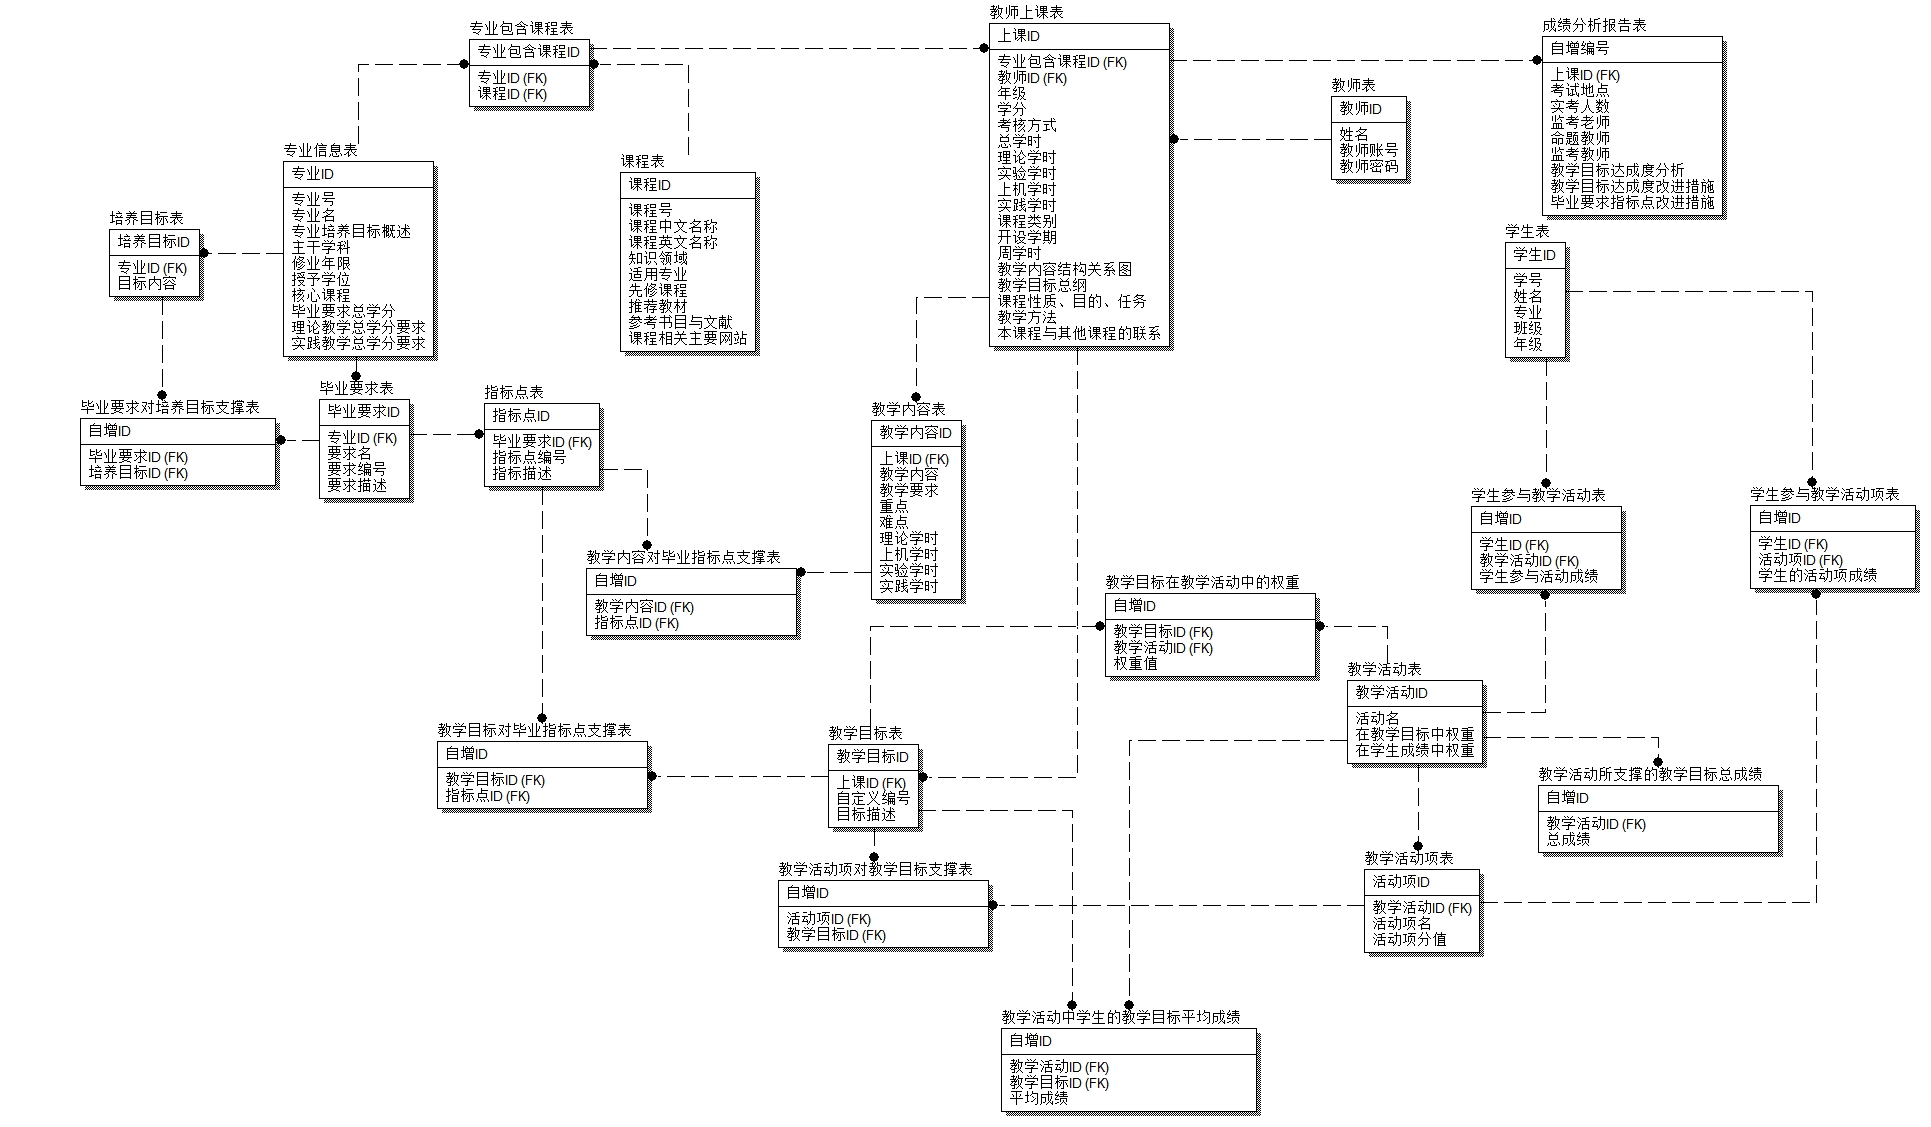 专业包含课程表
专业包含课程ID
专业ID (FK)
课程ID (FK)
教师上课表
上课ID
专业包含课程ID (FK)
教师ID (FK)
年级
学分
考核方式
总学时
理论学时
实验学时
上机学时
实践学时
课程类别
开设学期
周学时
教学内容结构关系图
教学目标总纲
课程性质、目的、任务
教学方法
本课程与其他课程的联系
成绩分析报告表
自增编号
上课ID (FK)
考试地点
实考人数
监考老师
命题教师
监考教师
教学目标达成度分析
教学目标达成度改进措施
毕业要求指标点改进措施
教师表
教师ID
姓名
教师账号
教师密码
专业信息表
专业ID
专业号
专业名
专业培养目标概述
主干学科
修业年限
授予学位
核心课程
毕业要求总学分
理论教学总学分要求
实践教学总学分要求
课程表
课程ID
课程号
课程中文名称
课程英文名称
知识领域
适用专业
先修课程
推荐教材
参考书目与文献
课程相关主要网站
培养目标表
培养目标ID
专业ID (FK)
目标内容
学生表
学生ID
学号
姓名
专业
班级
年级
毕业要求对培养目标支撑表
自增ID
毕业要求ID (FK)
培养目标ID (FK)
毕业要求表
毕业要求ID
专业ID (FK)
要求名
要求编号
要求描述
指标点表
指标点ID
毕业要求ID (FK)
指标点编号
指标描述
教学内容表
教学内容ID
上课ID (FK)
教学内容
教学要求
重点
难点
理论学时
上机学时
实验学时
实践学时
学生参与教学活动表
自增ID
学生ID (FK)
教学活动ID (FK)
学生参与活动成绩
学生参与教学活动项表
自增ID
学生ID (FK)
活动项ID (FK)
学生的活动项成绩
教学内容对毕业指标点支撑表
自增ID
教学内容ID (FK)
指标点ID (FK)
教学目标在教学活动中的权重
自增ID
教学目标ID (FK)
教学活动ID (FK)
权重值
教学活动表
教学活动ID
活动名
在教学目标中权重
在学生成绩中权重
教学目标对毕业指标点支撑表
自增ID
教学目标ID (FK)
指标点ID (FK)
教学目标表
教学目标ID
上课ID (FK)
自定义编号
目标描述
教学活动所支撑的教学目标总成绩
自增ID
教学活动ID (FK)
总成绩
教学活动项对教学目标支撑表
自增ID
活动项ID (FK)
教学目标ID (FK)
教学活动项表
活动项ID
教学活动ID (FK)
活动项名
活动项分值
教学活动中学生的教学目标平均成绩
自增ID
教学活动ID (FK)
教学目标ID (FK)
平均成绩